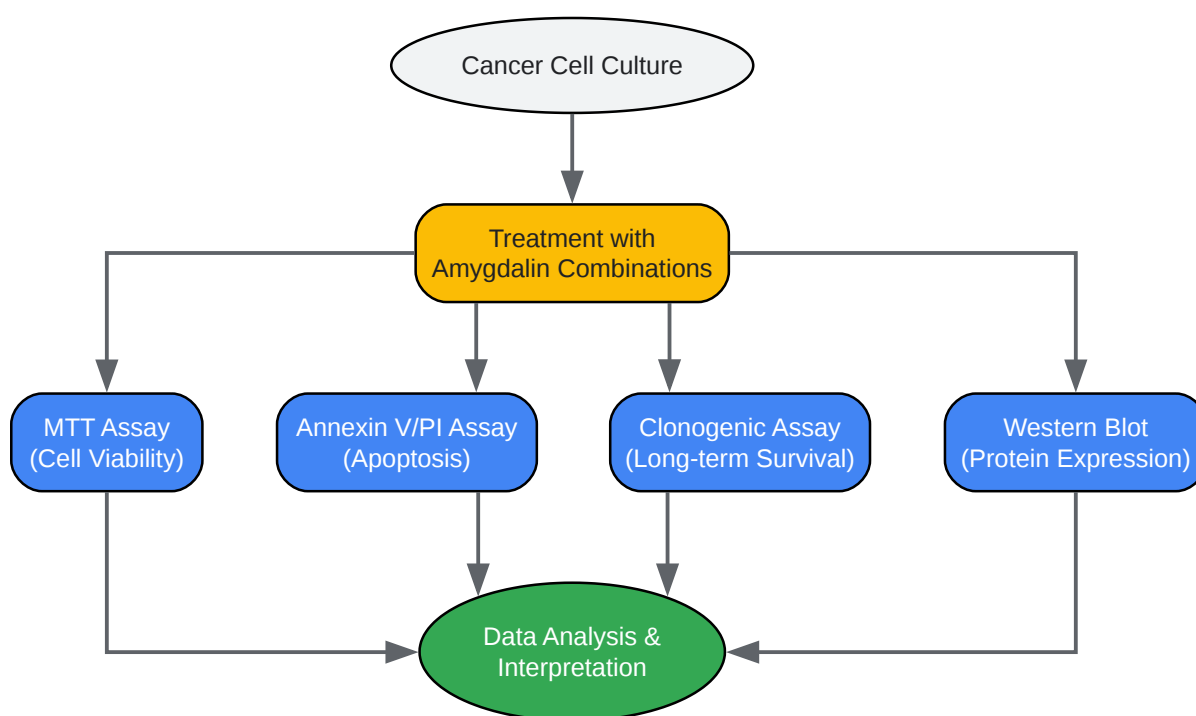 Cancer Cell Culture
Treatment with
Amygdalin Combinations
MTT Assay
(Cell Viability)
Annexin V/PI Assay
(Apoptosis)
Clonogenic Assay
(Long-term Survival)
Western Blot
(Protein Expression)
Data Analysis &
Interpretation